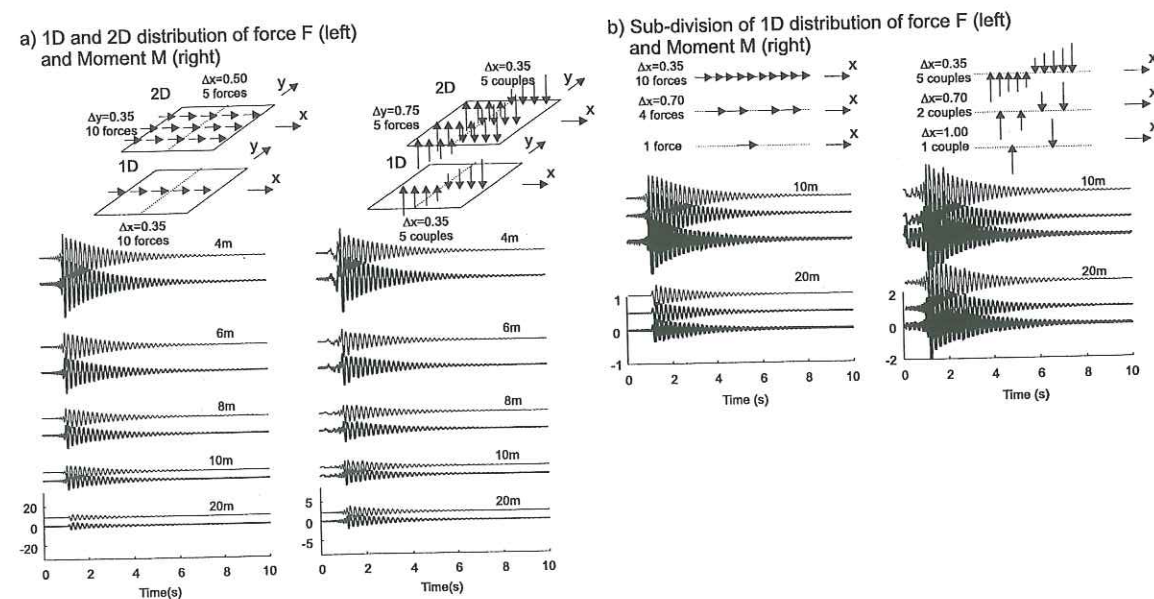 a) 1D and 2D distribution of force F (left)
and Moment M (right)
Δx=0.50
5 forces
y
2D
Δy=0.35
10 forces
x
y
1D
x
Δx=0.35
10 forces
Δx=0.35
5 couples
y
2D
Δy=0.75
5 forces
x
y
1D
x
Δx=0.35
5 couples
4m
6m
8m
10m
20m
20
0
-20
0 2 4 6 8 10
Time(s)
4m
6m
8m
10m
20m
5
0
-5
0 2 4 6 8 10
Time(s)
b) Sub-division of 1D distribution of force F (left)
and Moment M (right)
Δx=0.35
10 forces
x
Δx=0.70
4 forces
x
1 force
x
Δx=0.35
5 couples
x
Δx=0.70
2 couples
x
Δx=1.00
1 couple
x
10m
20m
1
0
-1
0 2 4 6 8 10
Time (s)
10m
20m
2
0
-2
0 2 4 6 8 10
Time (s)